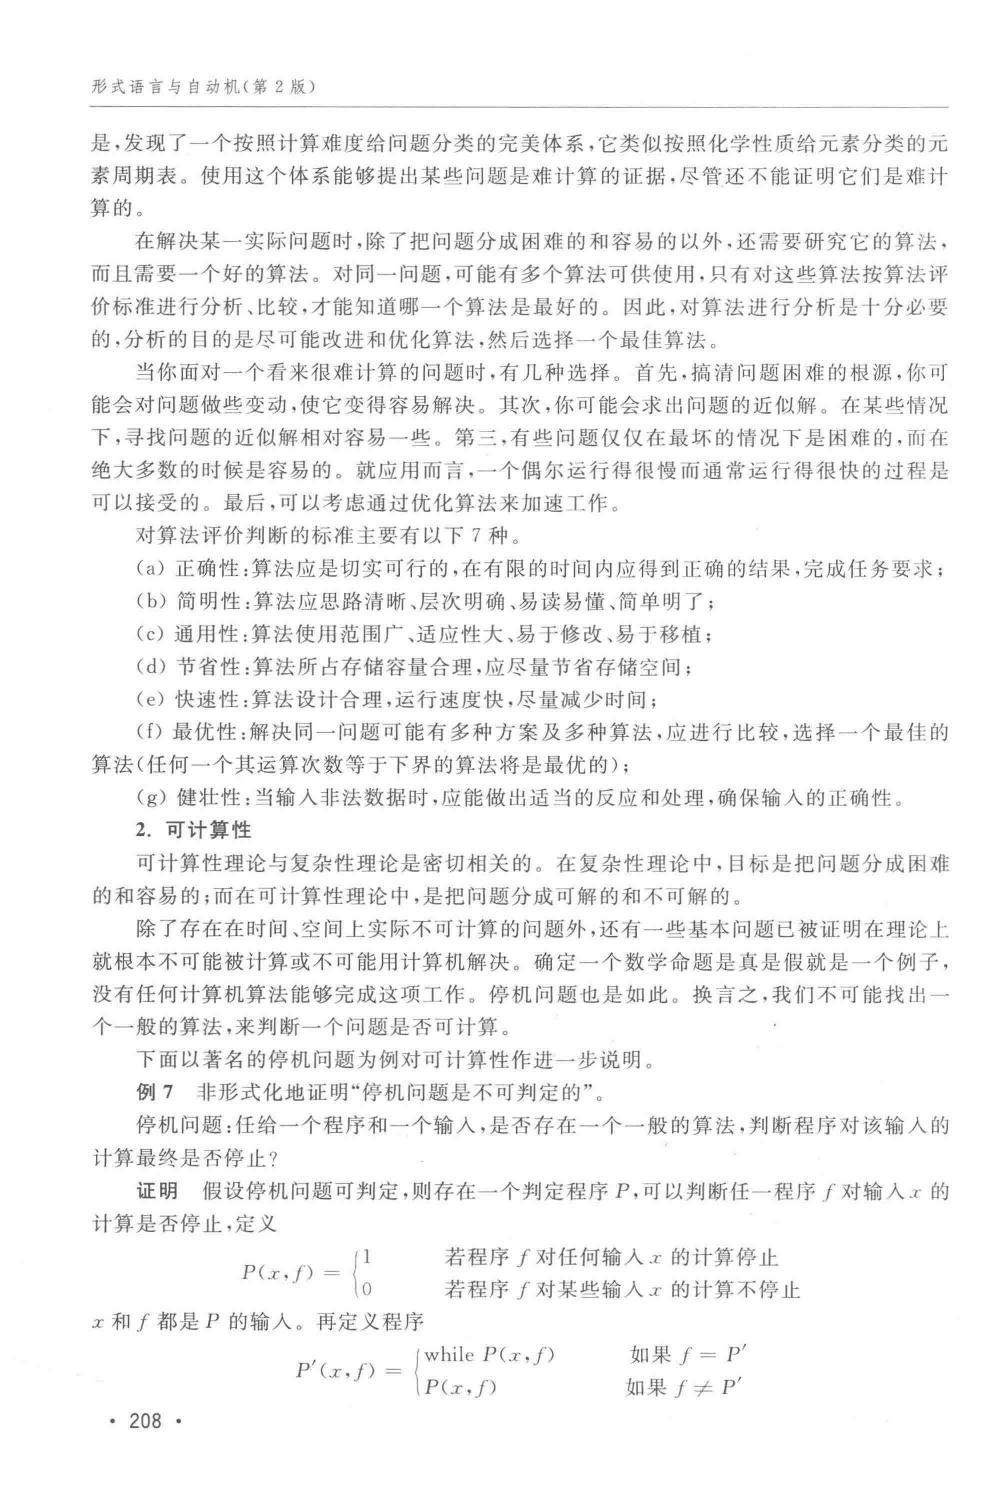 形式语言与自动机(第2版)
是,发现了一个按照计算难度给问题分类的完美体系,它类似按照化学性质给元素分类的元
素周期表。使用这个体系能够提出某些问题是难计算的证据,尽管还不能证明它们是难计
算的。
在解决某一实际问题时,除了把问题分成困难的和容易的以外,还需要研究它的算法,
而且需要一个好的算法。对同一问题,可能有多个算法可供使用,只有对这些算法按算法评
价标准进行分析、比较,才能知道哪一个算法是最好的。因此,对算法进行分析是十分必要
的,分析的目的是尽可能改进和优化算法,然后选择一个最佳算法。
当你面对一个看来很难计算的问题时,有几种选择。首先,搞清问题困难的根源,你可
能会对问题做些变动,使它变得容易解决。其次,你可能会求出问题的近似解。在某些情况
下,寻找问题的近似解相对容易一些。第三,有些问题仅仅在最坏的情况下是困难的,而在
绝大多数的时候是容易的。就应用而言,一个偶尔运行得很慢而通常运行得很快的过程是
可以接受的。最后,可以考虑通过优化算法来加速工作。
对算法评价判断的标准主要有以下7种。
(a) 正确性:算法应是切实可行的,在有限的时间内应得到正确的结果,完成任务要求;
(b) 简明性:算法应思路清晰、层次明确、易读易懂、简单明了;
(c) 通用性:算法使用范围广、适应性大、易于修改、易于移植;
(d) 节省性:算法所占存储容量合理,应尽量节省存储空间;
(e) 快速性:算法设计合理,运行速度快,尽量减少时间;
(f) 最优性:解决同一问题可能有多种方案及多种算法,应进行比较,选择一个最佳的
算法(任何一个其运算次数等于下界的算法将是最优的);
(g) 健壮性:当输入非法数据时,应能做出适当的反应和处理,确保输入的正确性。
2. 可计算性
可计算性理论与复杂性理论是密切相关的。在复杂性理论中,目标是把问题分成困难
的和容易的;而在可计算性理论中,是把问题分成可解的和不可解的。
除了存在在时间、空间上实际不可计算的问题外,还有一些基本问题已被证明在理论上
就根本不可能被计算或不可能用计算机解决。确定一个数学命题是真是假就是一个例子,
没有任何计算机算法能够完成这项工作。停机问题也是如此。换言之,我们不可能找出一
个一般的算法,来判断一个问题是否可计算。
下面以著名的停机问题为例对可计算性作进一步说明。
例7 非形式化地证明“停机问题是不可判定的”。
停机问题:任给一个程序和一个输入,是否存在一个一般的算法,判断程序对该输入的
计算最终是否停止?
证明 假设停机问题可判定,则存在一个判定程序 P,可以判断任一程序 f 对输入 x 的
计算是否停止,定义
P(x,f) = { 1 若程序 f 对任何输入 x 的计算停止
0 若程序 f 对某些输入 x 的计算不停止
x 和 f 都是 P 的输入。再定义程序
P′(x,f) = { while P(x,f) 如果 f = P′
P(x,f) 如果 f ≠ P′
• 208 •